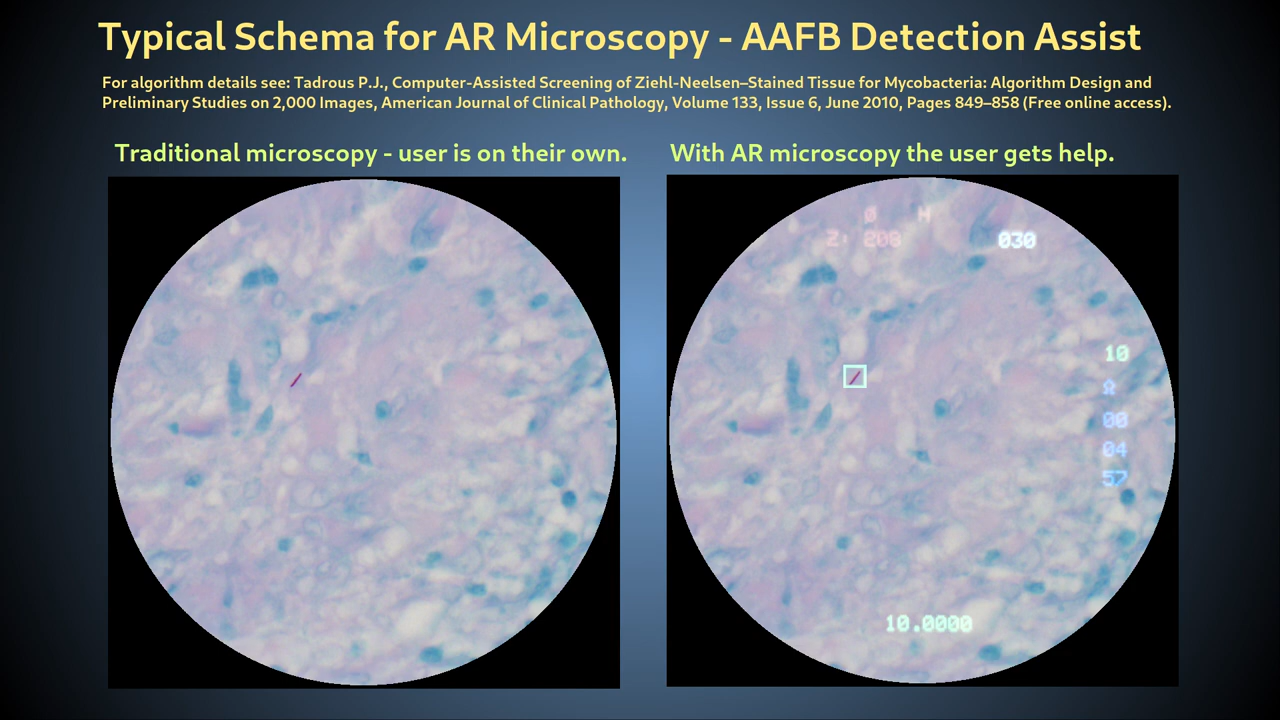 Typical Schema for AR Microscopy - AAFB Detection Assist
For algorithm details see: Tadrous P.J., Computer-Assisted Screening of Ziehl-Neelsen–Stained Tissue for Mycobacteria: Algorithm Design and
Preliminary Studies on 2,000 Images, American Journal of Clinical Pathology, Volume 133, Issue 6, June 2010, Pages 849–858 (Free online access).
Traditional microscopy - user is on their own.
With AR microscopy the user gets help.
Z: 208
030
10
00
04
57
10.0000